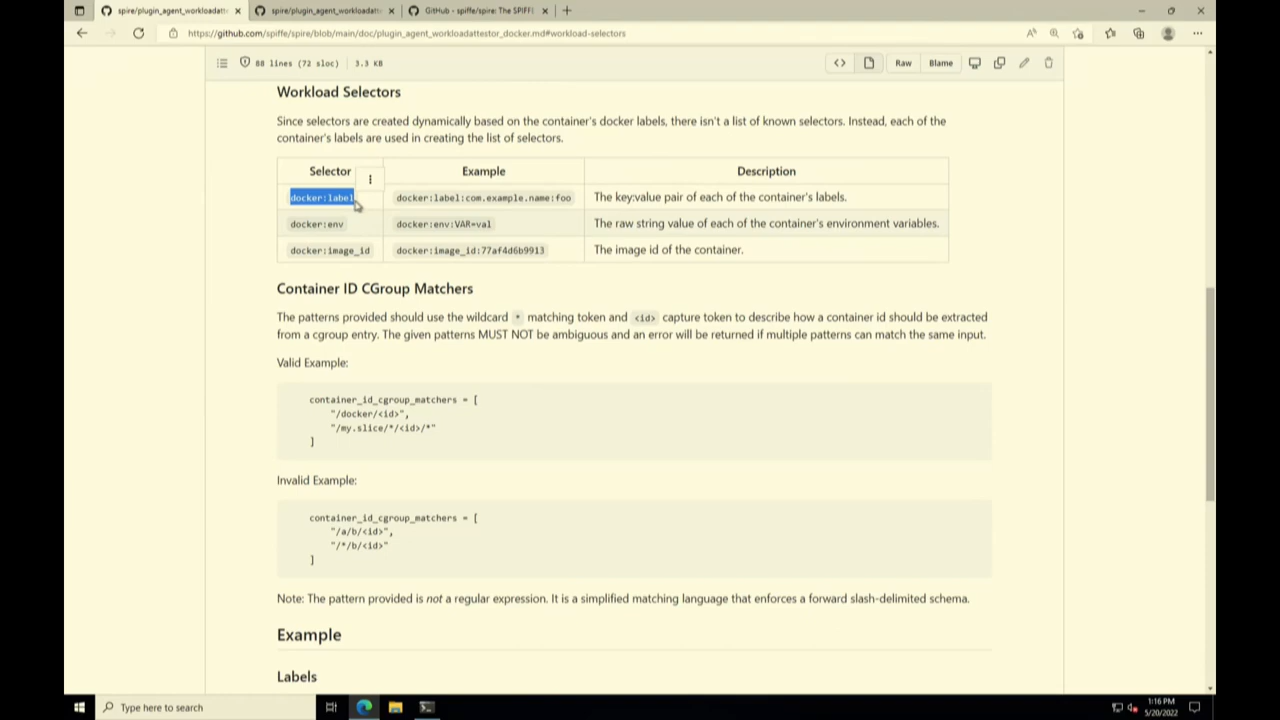 spire/plugin_agent_workloadatt
spire/plugin_agent_workloadatt
GitHub - spiffe/spire: The SPIFF
https://github.com/spiffe/spire/blob/main/doc/plugin_agent_workloadattestor_docker.md#workload-selectors
88 lines (72 sloc) | 3.3 KB
Raw
Blame
Workload Selectors
Since selectors are created dynamically based on the container's docker labels, there isn't a list of known selectors. Instead, each of the
container's labels are used in creating the list of selectors.
Selector Example Description
docker:label docker:label:com.example.name:foo The key:value pair of each of the container's labels.
docker:env docker:env:VAR=val The raw string value of each of the container's environment variables.
docker:image_id docker:image_id:77af4d6b9913 The image id of the container.
Container ID CGroup Matchers
The patterns provided should use the wildcard * matching token and <id> capture token to describe how a container id should be extracted
from a cgroup entry. The given patterns MUST NOT be ambiguous and an error will be returned if multiple patterns can match the same input.
Valid Example:
container_id_cgroup_matchers = [
"/docker/<id>",
"/my.slice/*/<id>/*"
]
Invalid Example:
container_id_cgroup_matchers = [
"/a/b/<id>",
"/*/b/<id>"
]
Note: The pattern provided is not a regular expression. It is a simplified matching language that enforces a forward slash-delimited schema.
Example
Labels
Type here to search
1:16 PM
5/20/2022